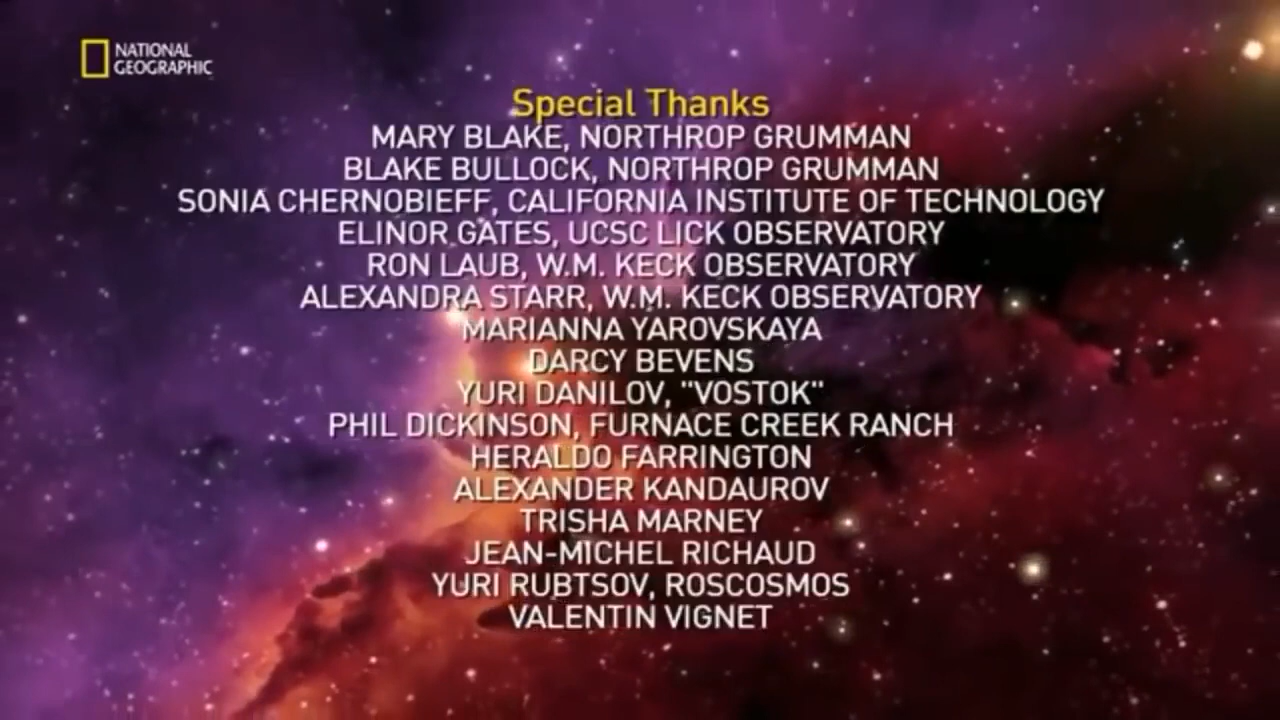 NATIONAL
GEOGRAPHIC
Special Thanks
MARY BLAKE, NORTHROP GRUMMAN
BLAKE BULLOCK, NORTHROP GRUMMAN
SONIA CHERNOBIEFF, CALIFORNIA INSTITUTE OF TECHNOLOGY
ELINOR GATES, UCSC LICK OBSERVATORY
RON LAUB, W.M. KECK OBSERVATORY
ALEXANDRA STARR, W.M. KECK OBSERVATORY
MARIANNA YAROVSKAYA
DARCY BEVENS
YURI DANILOV, "VOSTOK"
PHIL DICKINSON, FURNACE CREEK RANCH
HERALDO FARRINGTON
ALEXANDER KANDAUROV
TRISHA MARNEY
JEAN-MICHEL RICHAUD
YURI RUBTSOV, ROSCOSMOS
VALENTIN VIGNET